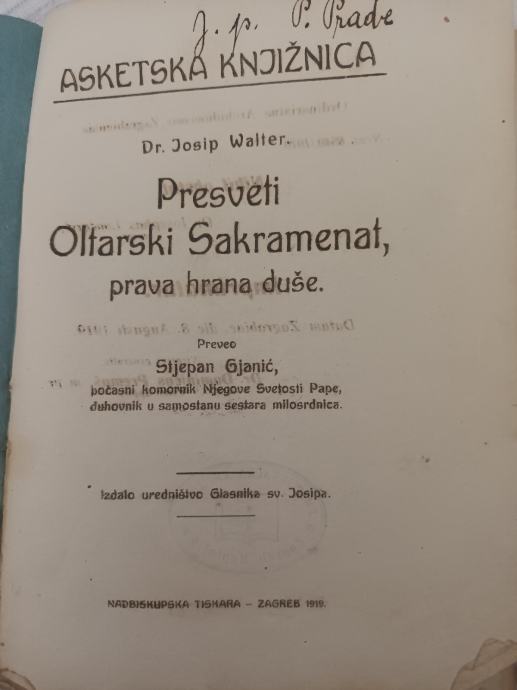 J. p. P. Prade
ASKETSKA KNJIŽNICA
Dr. Josip Walter.
Presveti
Oltarski Sakramenat,
prava hrana duše.
Preveo
Stjepan Gjanić,
počasni komornik Njegove Svetosti Pape,
duhovnik u samostanu sestara milosrdnica.
Izdalo uredništvo Glasnika sv. Josipa.
NADBISKUPSKA TISKARA – ZAGREB 1919.